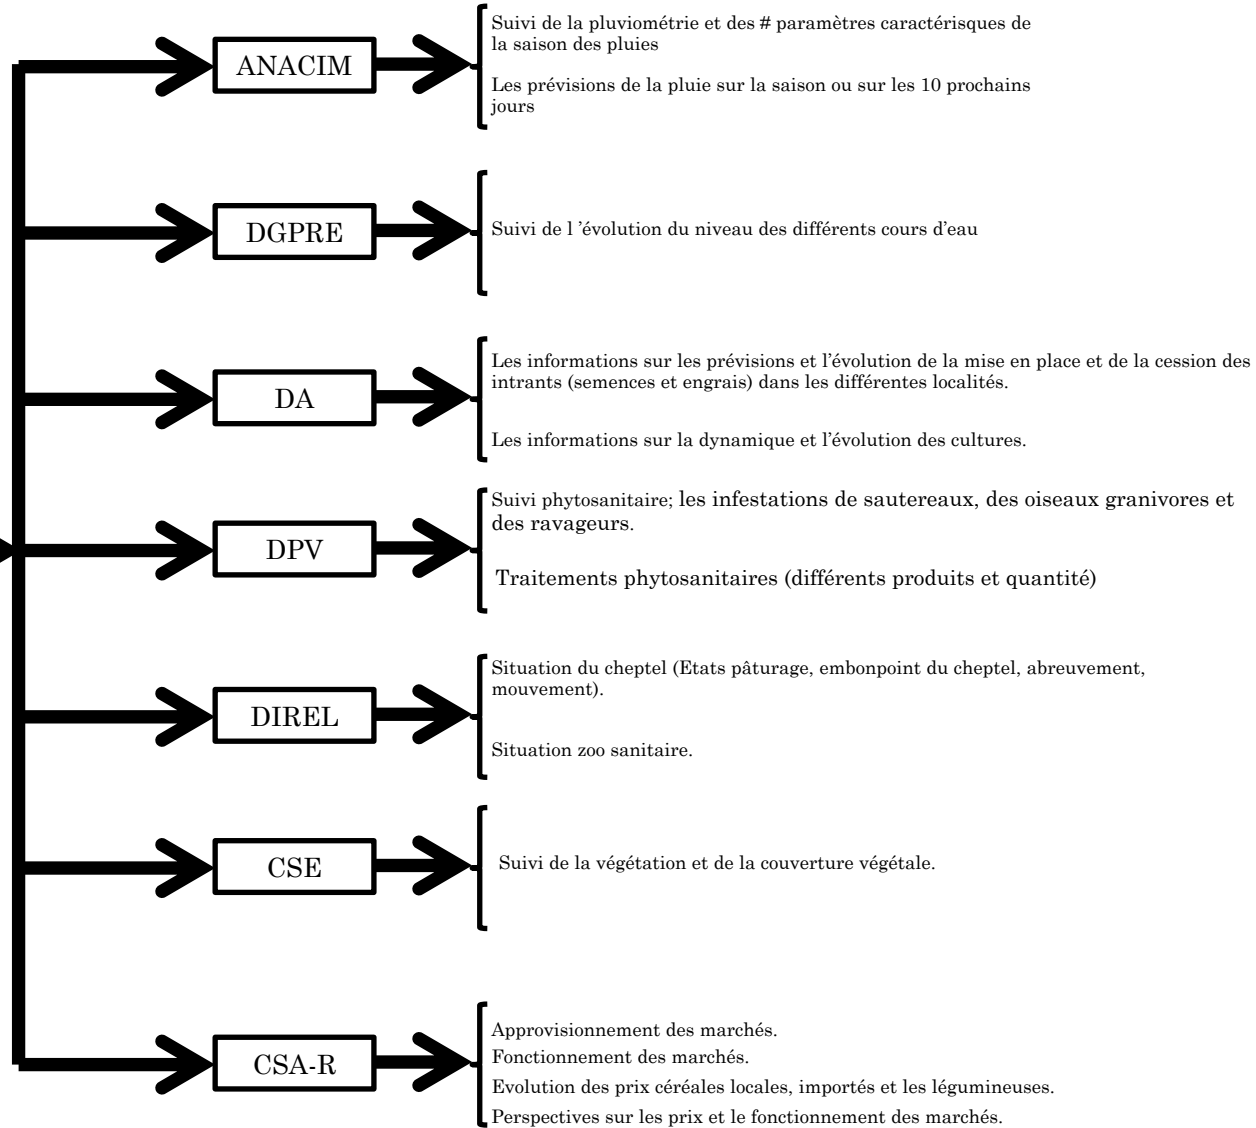 ANACIM
Suivi de la pluviométrie et des # paramètres caractérisques de
la saison des pluies
Les prévisions de la pluie sur la saison ou sur les 10 prochains
jours
DGPRE
Suivi de l ’évolution du niveau des différents cours d’eau
DA
Les informations sur les prévisions et l’évolution de la mise en place et de la cession des
intrants (semences et engrais) dans les différentes localités.
Les informations sur la dynamique et l’évolution des cultures.
DPV
Suivi phytosanitaire; les infestations de sautereaux, des oiseaux granivores et
des ravageurs.
Traitements phytosanitaires (différents produits et quantité)
DIREL
Situation du cheptel (Etats pâturage, embonpoint du cheptel, abreuvement,
mouvement).
Situation zoo sanitaire.
CSE
Suivi de la végétation et de la couverture végétale.
CSA-R
Approvisionnement des marchés.
Fonctionnement des marchés.
Evolution des prix céréales locales, importés et les légumineuses.
Perspectives sur les prix et le fonctionnement des marchés.